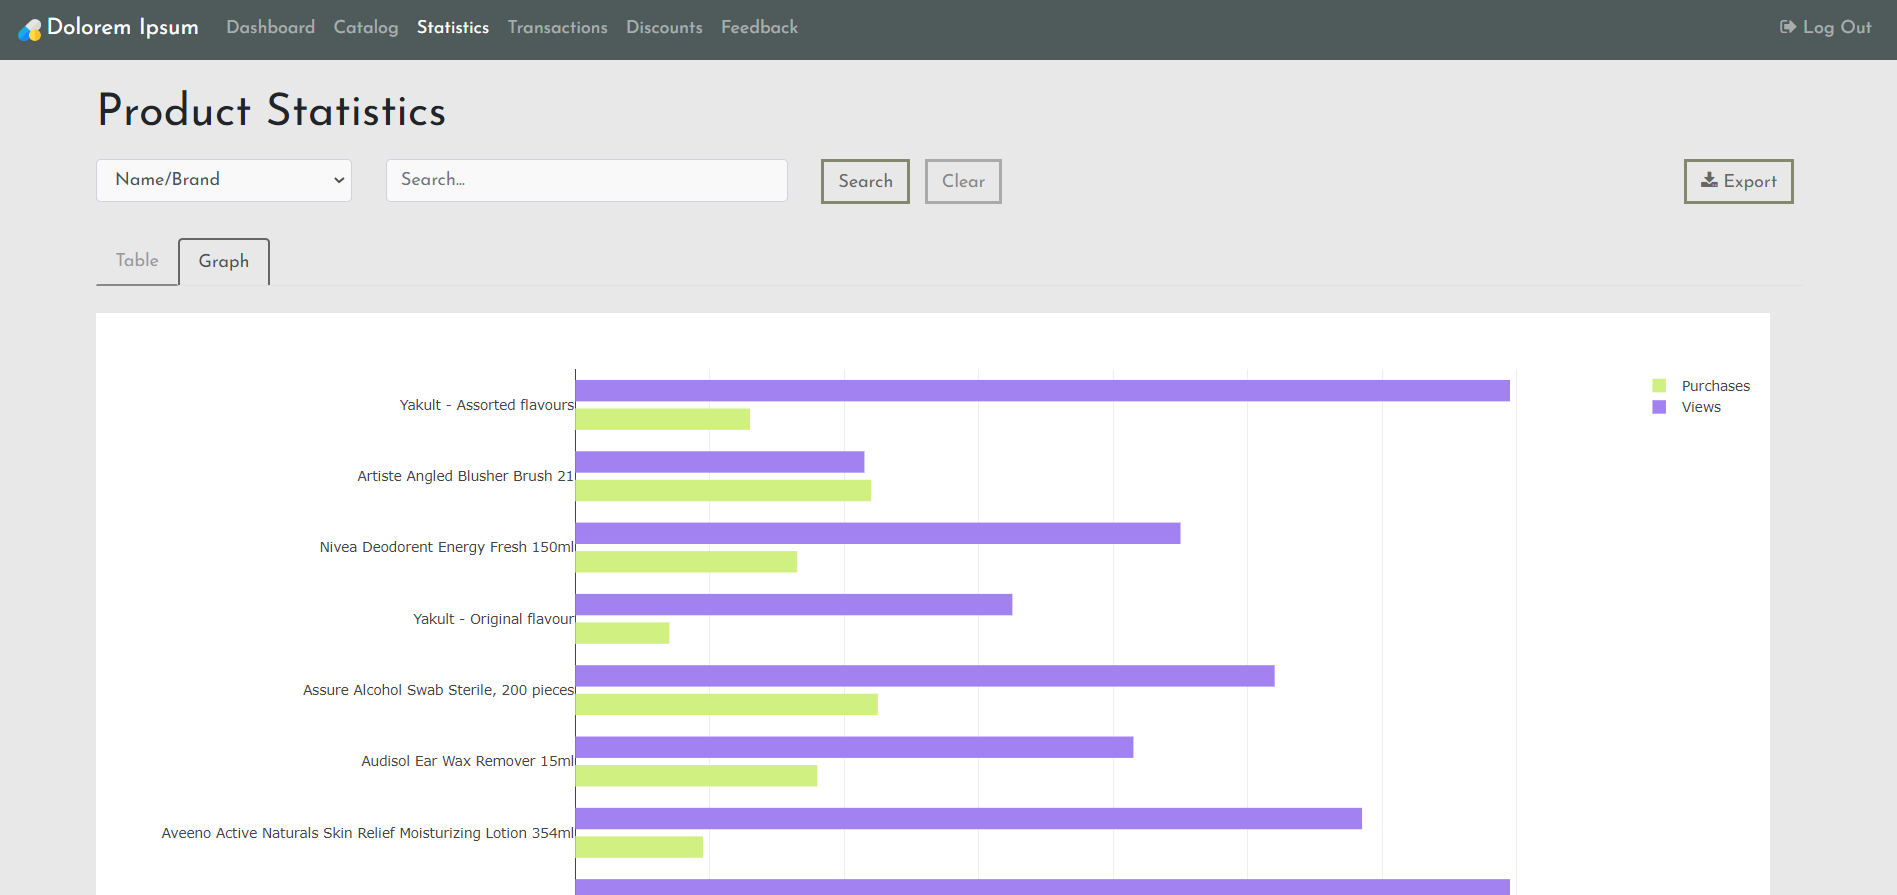 Dolorem Ipsum Dashboard Catalog Statistics Transactions Discounts Feedback Log Out
Product Statistics
Name/Brand Search... Search Clear Export
Table Graph
Purchases
Views
Yakult - Assorted flavours
Artiste Angled Blusher Brush 21
Nivea Deodorent Energy Fresh 150ml
Yakult - Original flavour
Assure Alcohol Swab Sterile, 200 pieces
Audisol Ear Wax Remover 15ml
Aveeno Active Naturals Skin Relief Moisturizing Lotion 354ml